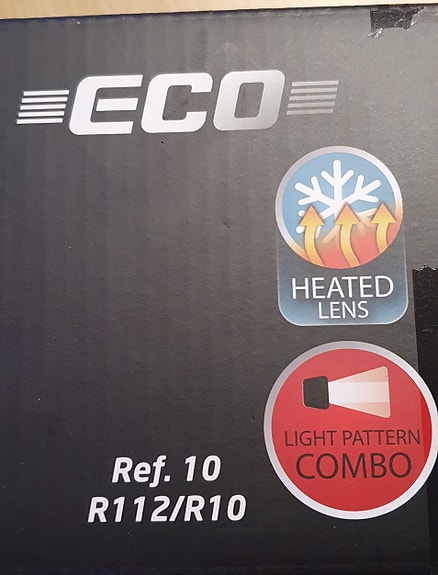 ECO
HEATED
LENS
LIGHT PATTERN
COMBO
Ref. 10
R112/R10